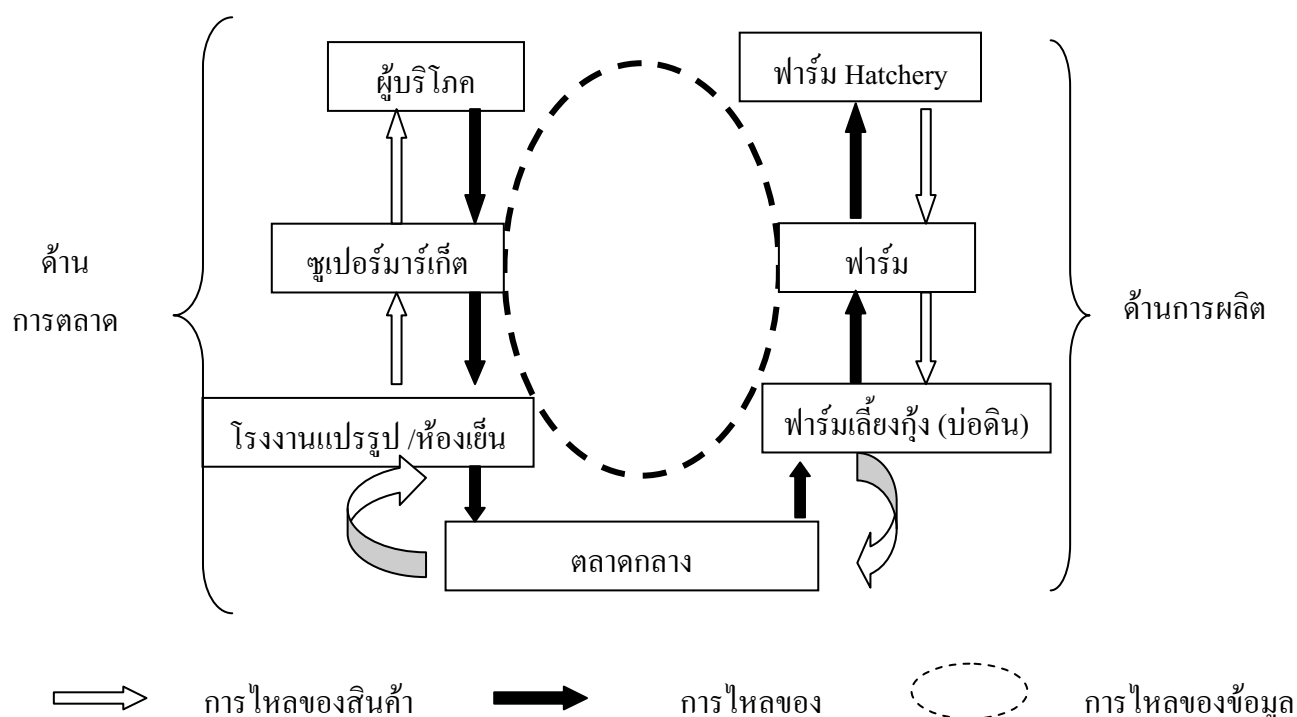 ผู้บริโภค
ฟาร์ม Hatchery
ซูเปอร์มาร์เก็ต
ฟาร์ม
ด้าน
การตลาด
ด้านการผลิต
โรงงานแปรรูป /ห้องเย็น
ฟาร์มเลี้ยงกุ้ง (บ่อดิน)
ตลาดกลาง
การไหลของสินค้า
การไหลของ
การไหลของข้อมูล